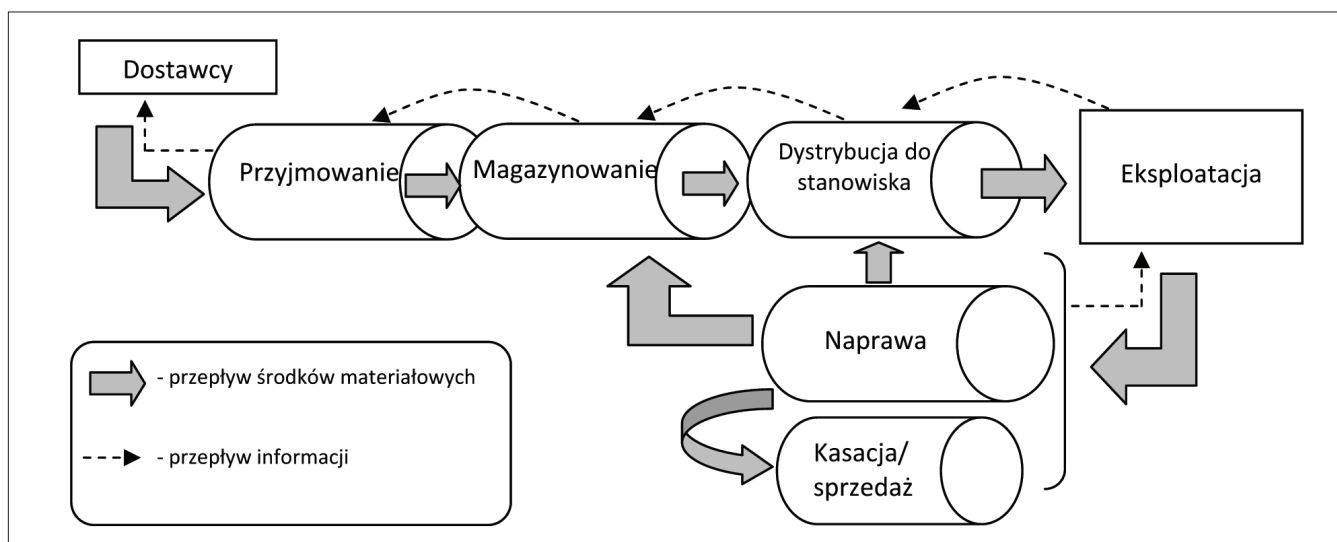 Dostawcy
Przyjmowanie
Magazynowanie
Dystrybucja do
stanowiska
Eksploatacja
Naprawa
Kasacja/
sprzedaż
- przepływ środków materiałowych
- przepływ informacji